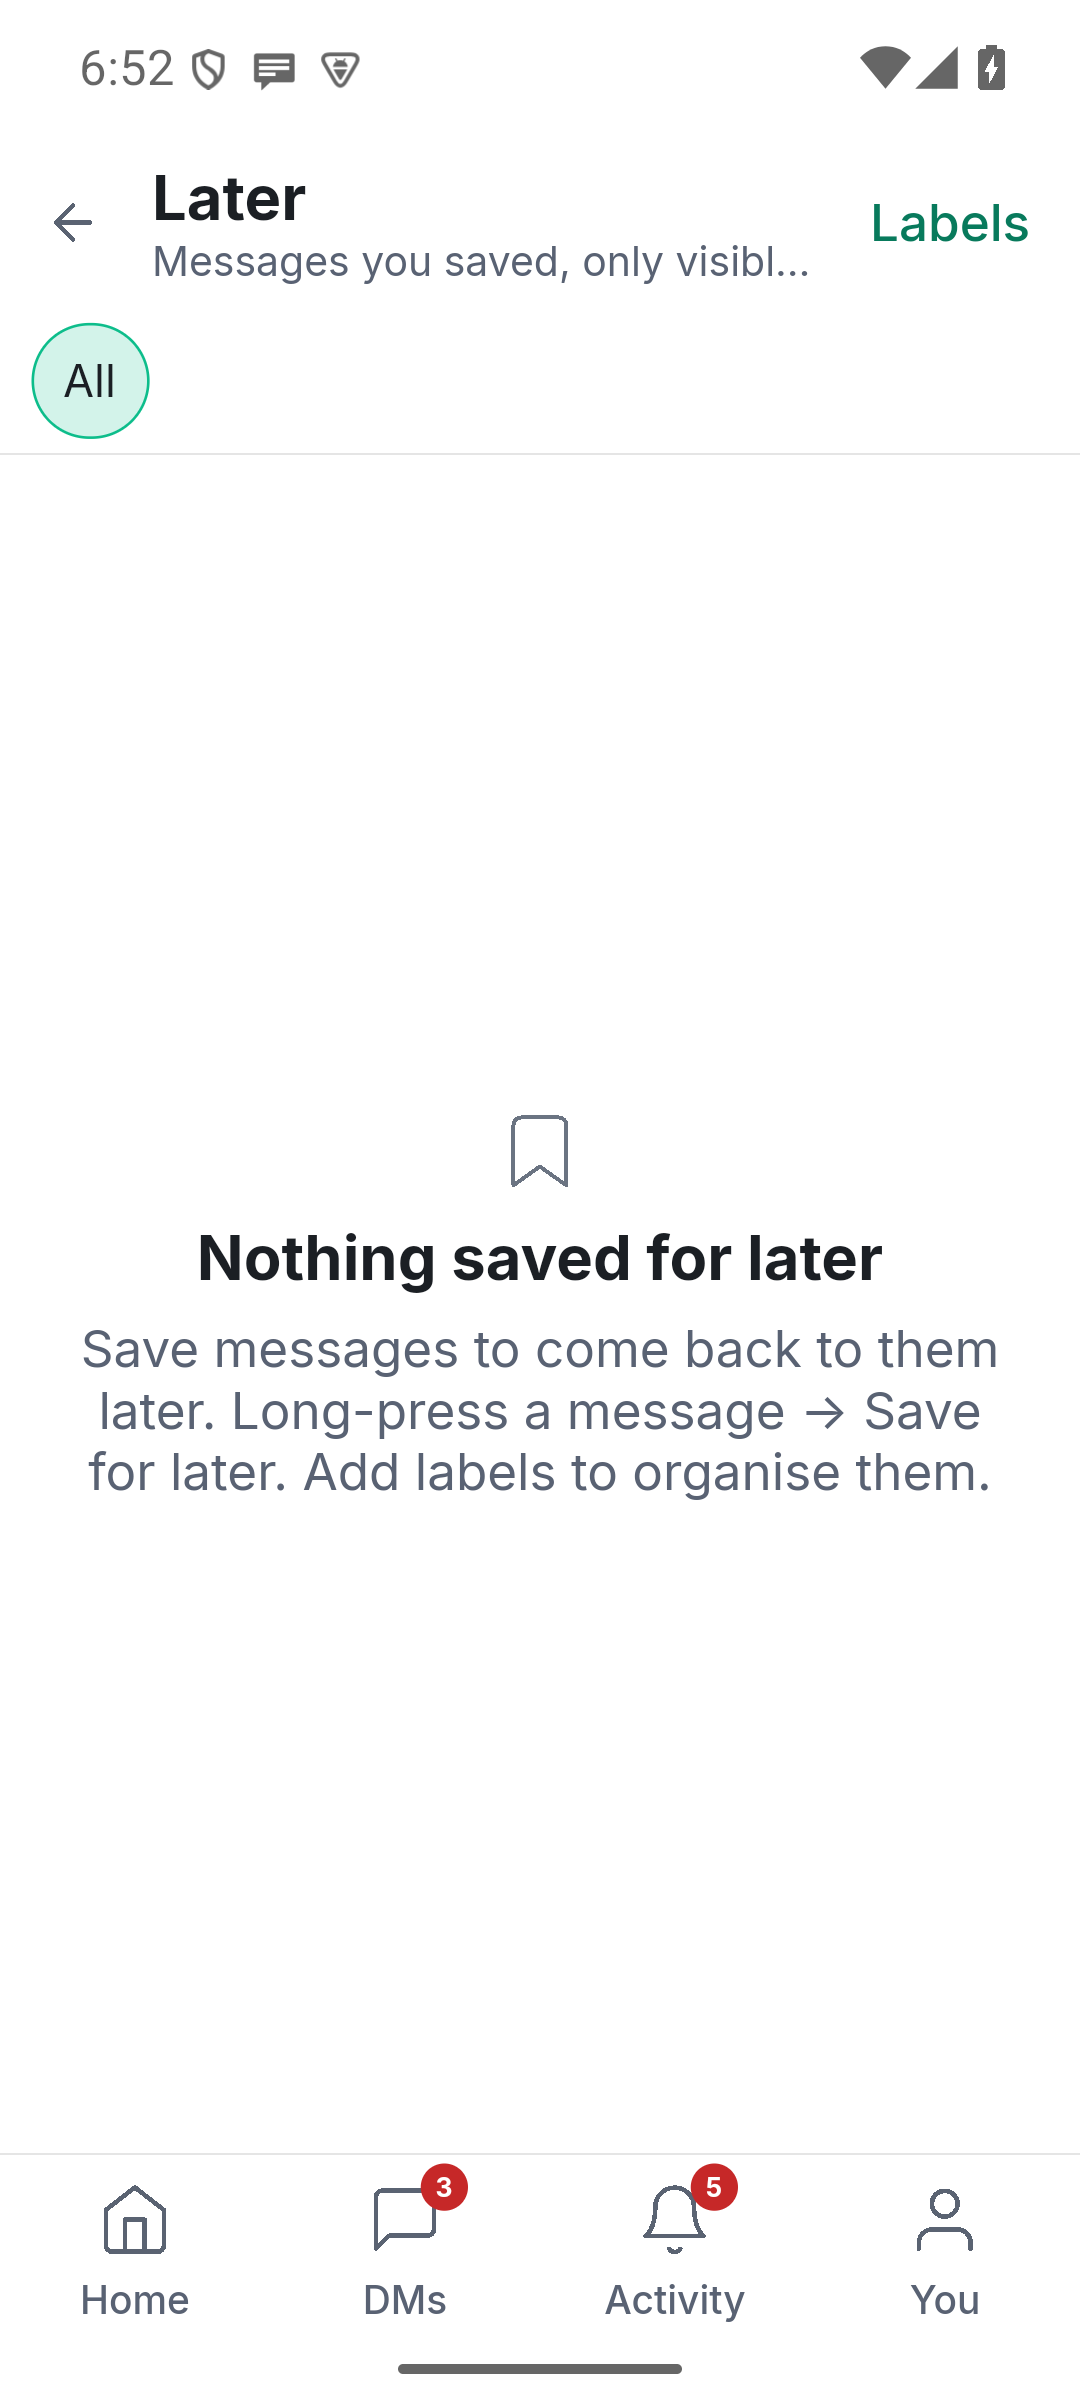 6:52
Later
Messages you saved, only visibl...
Labels
All
Nothing saved for later
Save messages to come back to them
later. Long-press a message → Save
for later. Add labels to organise them.
3
5
Home
DMs
Activity
You